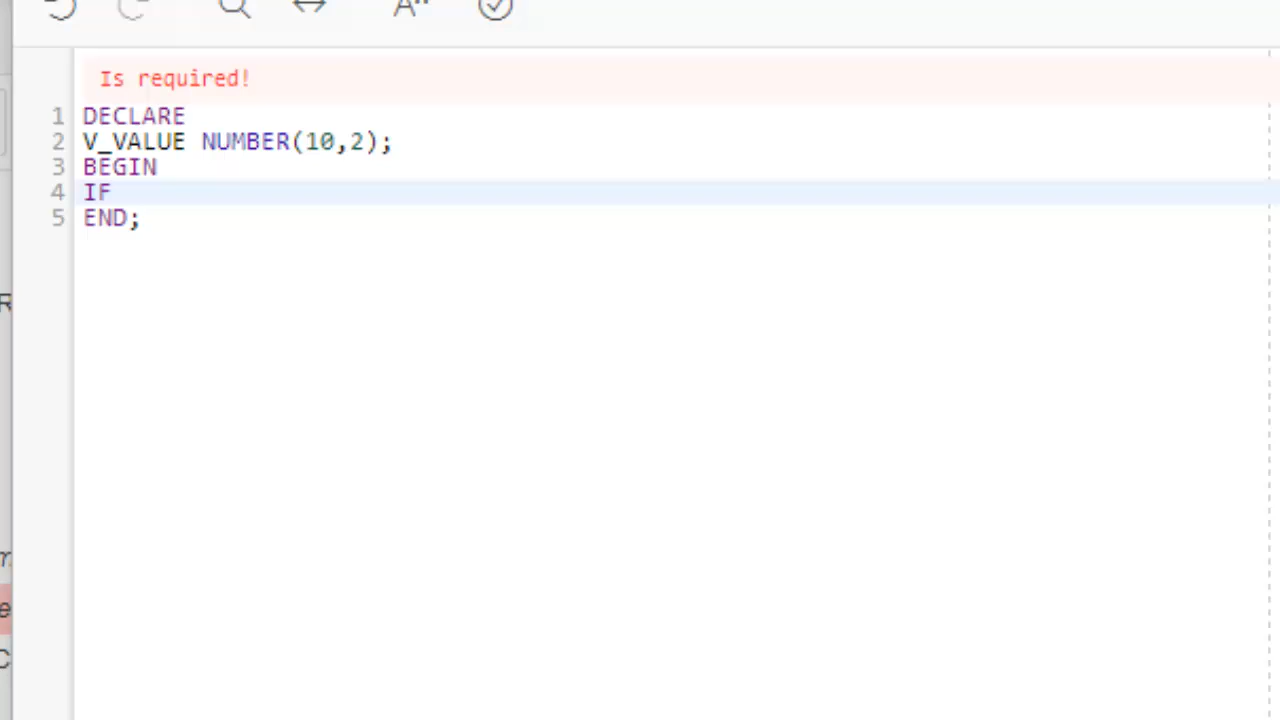 Is required!
1 DECLARE
2 V_VALUE NUMBER(10,2);
3 BEGIN
4 IF
5 END;